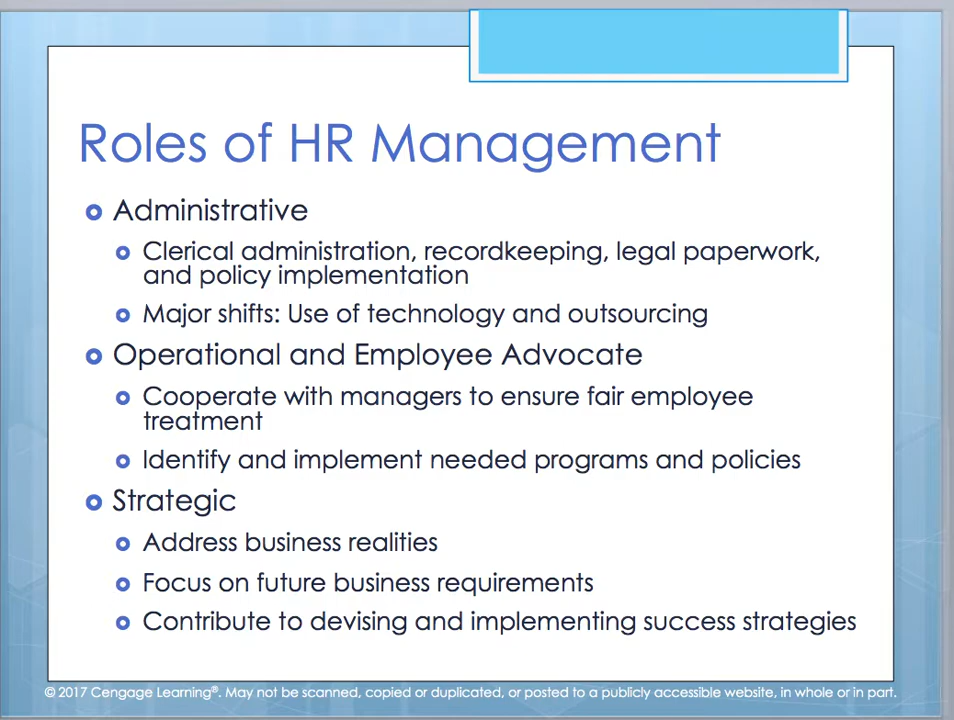 Roles of HR Management
Administrative
Clerical administration, recordkeeping, legal paperwork,
and policy implementation
Major shifts: Use of technology and outsourcing
Operational and Employee Advocate
Cooperate with managers to ensure fair employee
treatment
Identify and implement needed programs and policies
Strategic
Address business realities
Focus on future business requirements
Contribute to devising and implementing success strategies
© 2017 Cengage Learning®. May not be scanned, copied or duplicated, or posted to a publicly accessible website, in whole or in part.